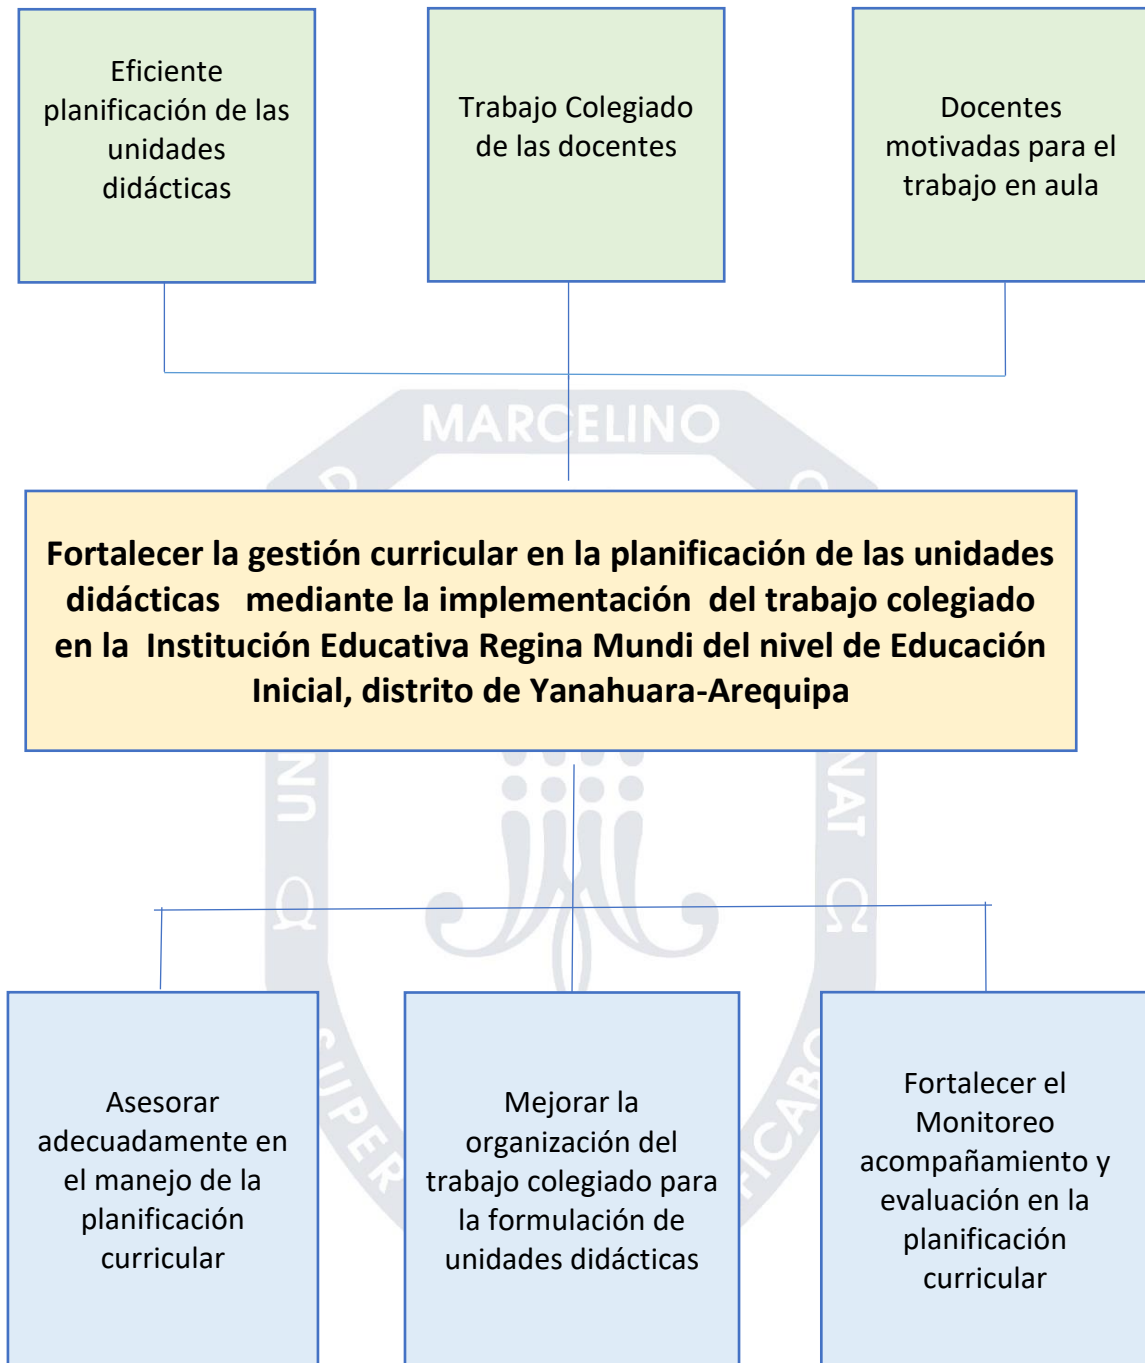 Eficiente
planificación de las
unidades
didácticas
Trabajo Colegiado
de las docentes
Docentes
motivadas para el
trabajo en aula
MARCELINO
Fortalecer la gestión curricular en la planificación de las unidades
didácticas mediante la implementación del trabajo colegiado
en la Institución Educativa Regina Mundi del nivel de Educación
Inicial, distrito de Yanahuara-Arequipa
Asesorar
adecuadamente en
el manejo de la
planificación
curricular
Mejorar la
organización del
trabajo colegiado para
la formulación de
unidades didácticas
Fortalecer el
Monitoreo
acompañamiento y
evaluación en la
planificación
curricular